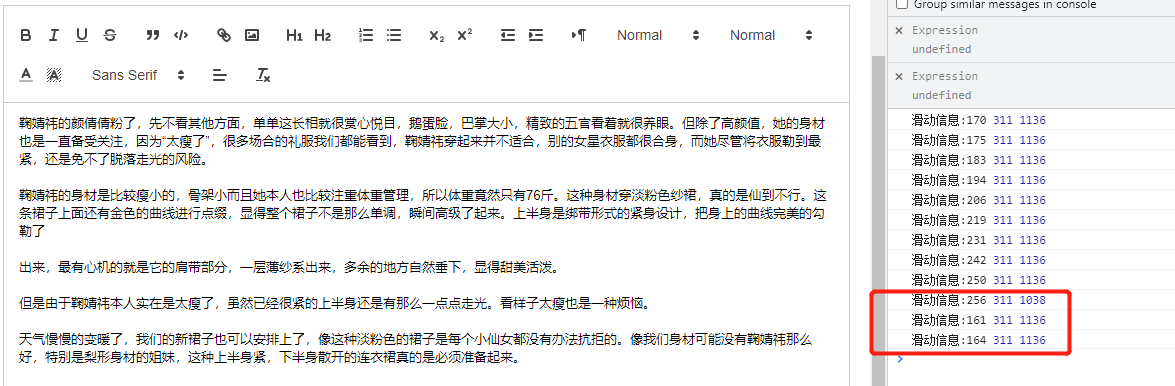 Group similar messages in console
Expression
undefined
Expression
undefined
B I U S ” </> H1 H2 X₂ X² ¶ Normal Normal
A A Sans Serif Tx
鞠婧祎的颜倩倩粉了，先不看其他方面，单单这长相就很赏心悦目，鹅蛋脸，巴掌大小，精致的五官看着就很养眼。但除了高颜值，她的身材
也是一直备受关注，因为“太瘦了”，很多场合的礼服我们都能看到，鞠婧祎穿起来并不适合，别的女星衣服都很合身，而她尽管将衣服勒到最
紧，还是免不了脱落走光的风险。
鞠婧祎的身材是比较瘦小的，骨架小而且她本人也比较注重体重管理，所以体重竟然只有76斤。这种身材穿淡粉色纱裙，真的是仙到不行。这
条裙子上面还有金色的曲线进行点缀，显得整个裙子不是那么单调，瞬间高级了起来。上半身是绑带形式的紧身设计，把身上的曲线完美的勾
勒了
出来，最有心机的就是它的肩带部分，一层薄纱系出来，多余的地方自然垂下，显得甜美活泼。
但是由于鞠婧祎本人实在是太瘦了，虽然已经很紧的上半身还是有那么一点点走光。看样子太瘦也是一种烦恼。
天气慢慢的变暖了，我们的新裙子也可以安排上了，像这种淡粉色的裙子是每个小仙女都没有办法抗拒的。像我们身材可能没有鞠婧祎那么
好，特别是梨形身材的姐妹，这种上半身紧，下半身散开的连衣裙真的是必须准备起来。
滑动信息:170 311 1136
滑动信息:175 311 1136
滑动信息:183 311 1136
滑动信息:194 311 1136
滑动信息:206 311 1136
滑动信息:219 311 1136
滑动信息:231 311 1136
滑动信息:242 311 1136
滑动信息:250 311 1136
滑动信息:256 311 1038
滑动信息:161 311 1136
滑动信息:164 311 1136